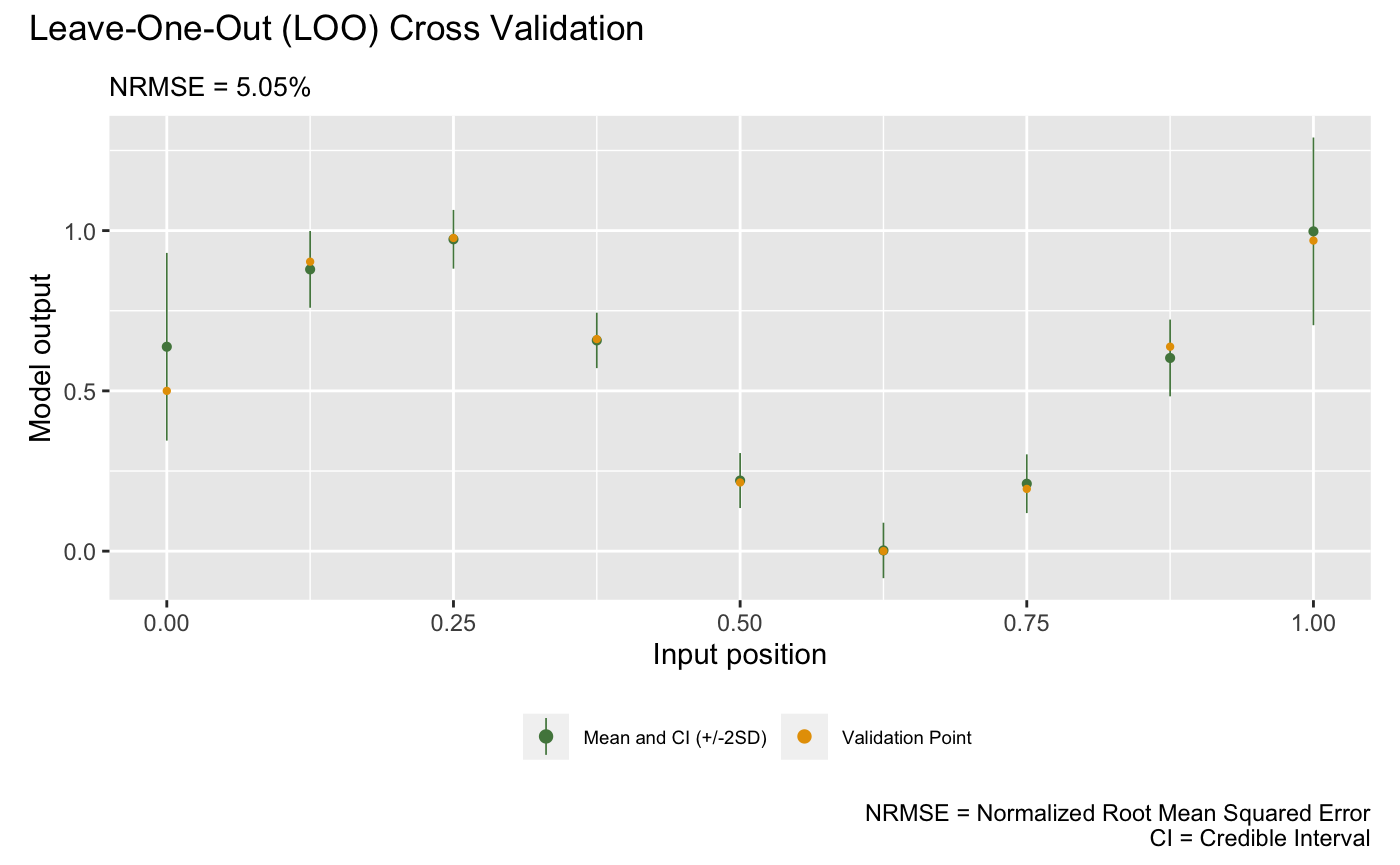 Leave-One-Out (LOO) Cross Validation
NRMSE = 5.05%
Model output
1.0
0.5
0.0
0.00 0.25 0.50 0.75 1.00
Input position
Mean and CI (+/-2SD) Validation Point
NRMSE = Normalized Root Mean Squared Error
CI = Credible Interval